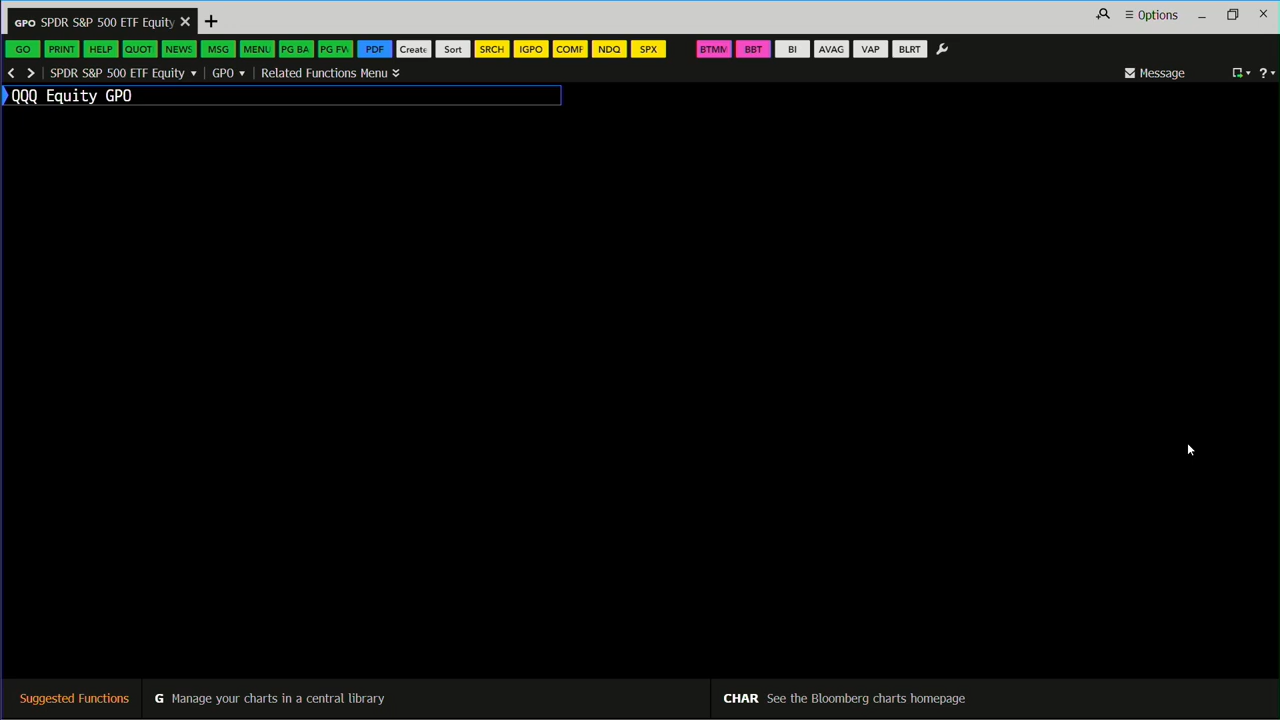 GPO SPDR S&P 500 ETF Equity
Options
GO PRINT HELP QUOT NEWS MSG MENU PG BA PG FW PDF Create Sort SRCH IGPO COMF NDQ SPX BTMM BBT BI AVAG VAP BLRT
SPDR S&P 500 ETF Equity GPO Related Functions Menu Message ?
QQQ Equity GPO
Suggested Functions G Manage your charts in a central library CHAR See the Bloomberg charts homepage